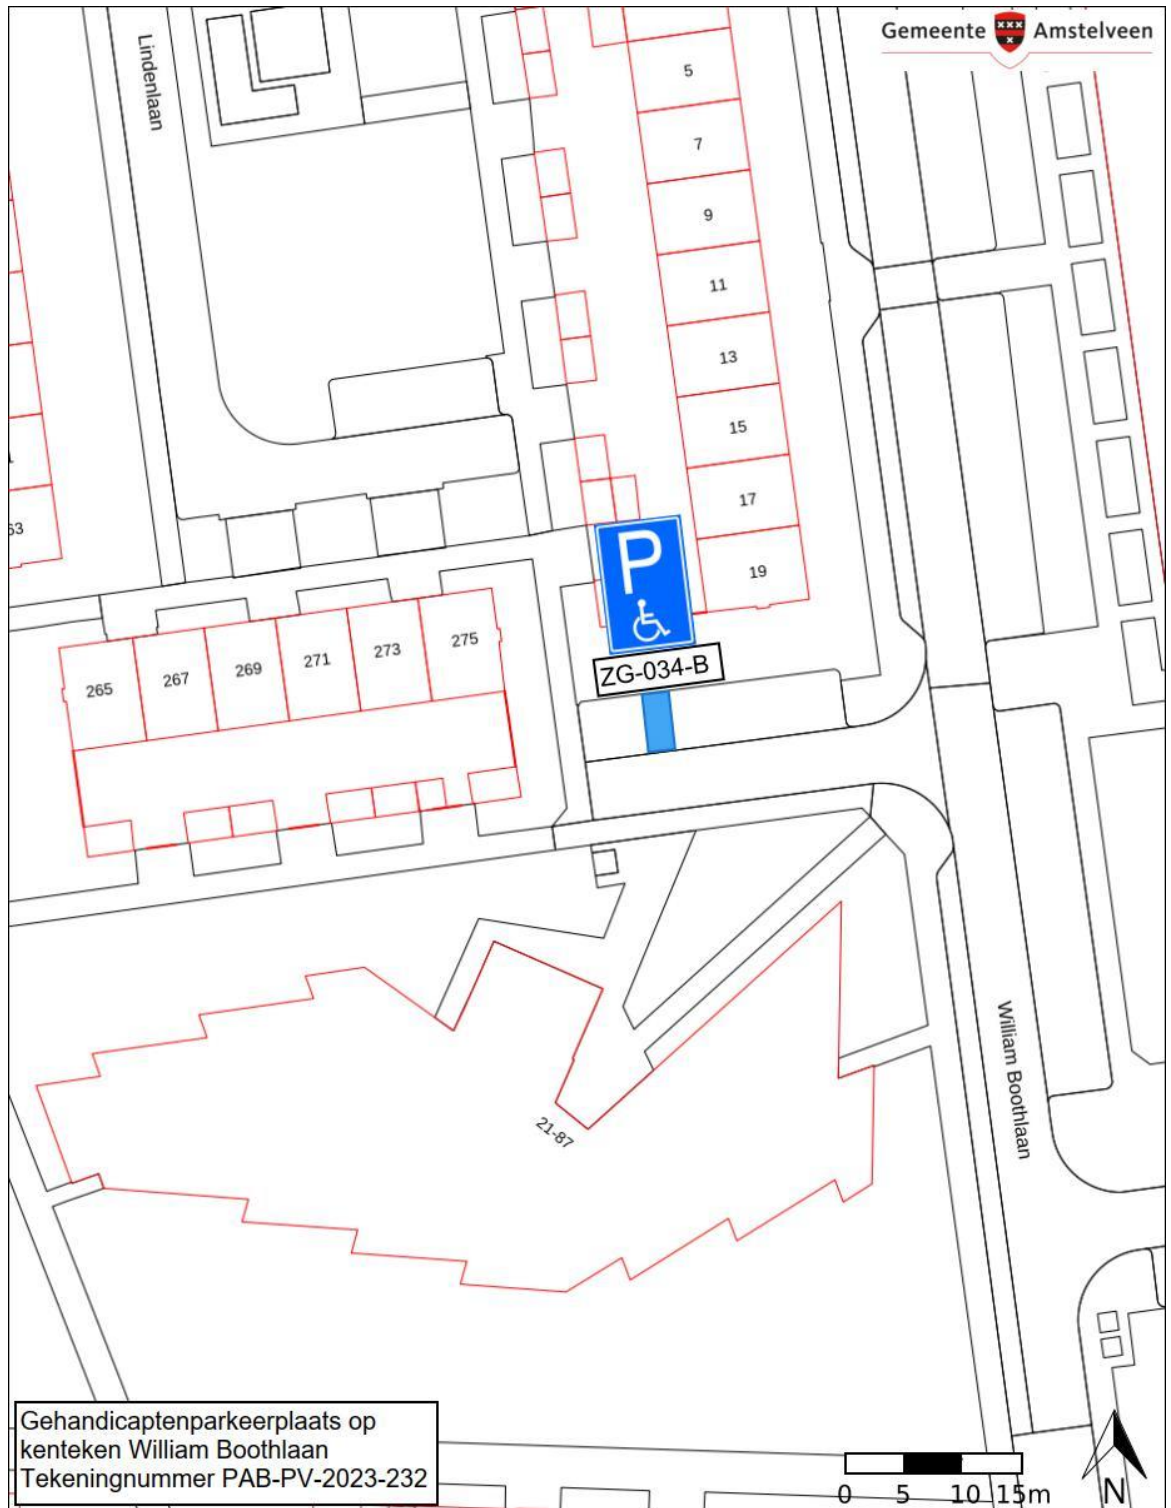 Gemeente Amstelveen
Lindenlaan
5
7
9
11
13
15
17
19
63
P
ZG-034-B
265
267
269
271
273
275
21-87
William Boothlaan
Gehandicaptenparkeerplaats op
kenteken William Boothlaan
Tekeningnummer PAB-PV-2023-232
0 5 10 15m
N